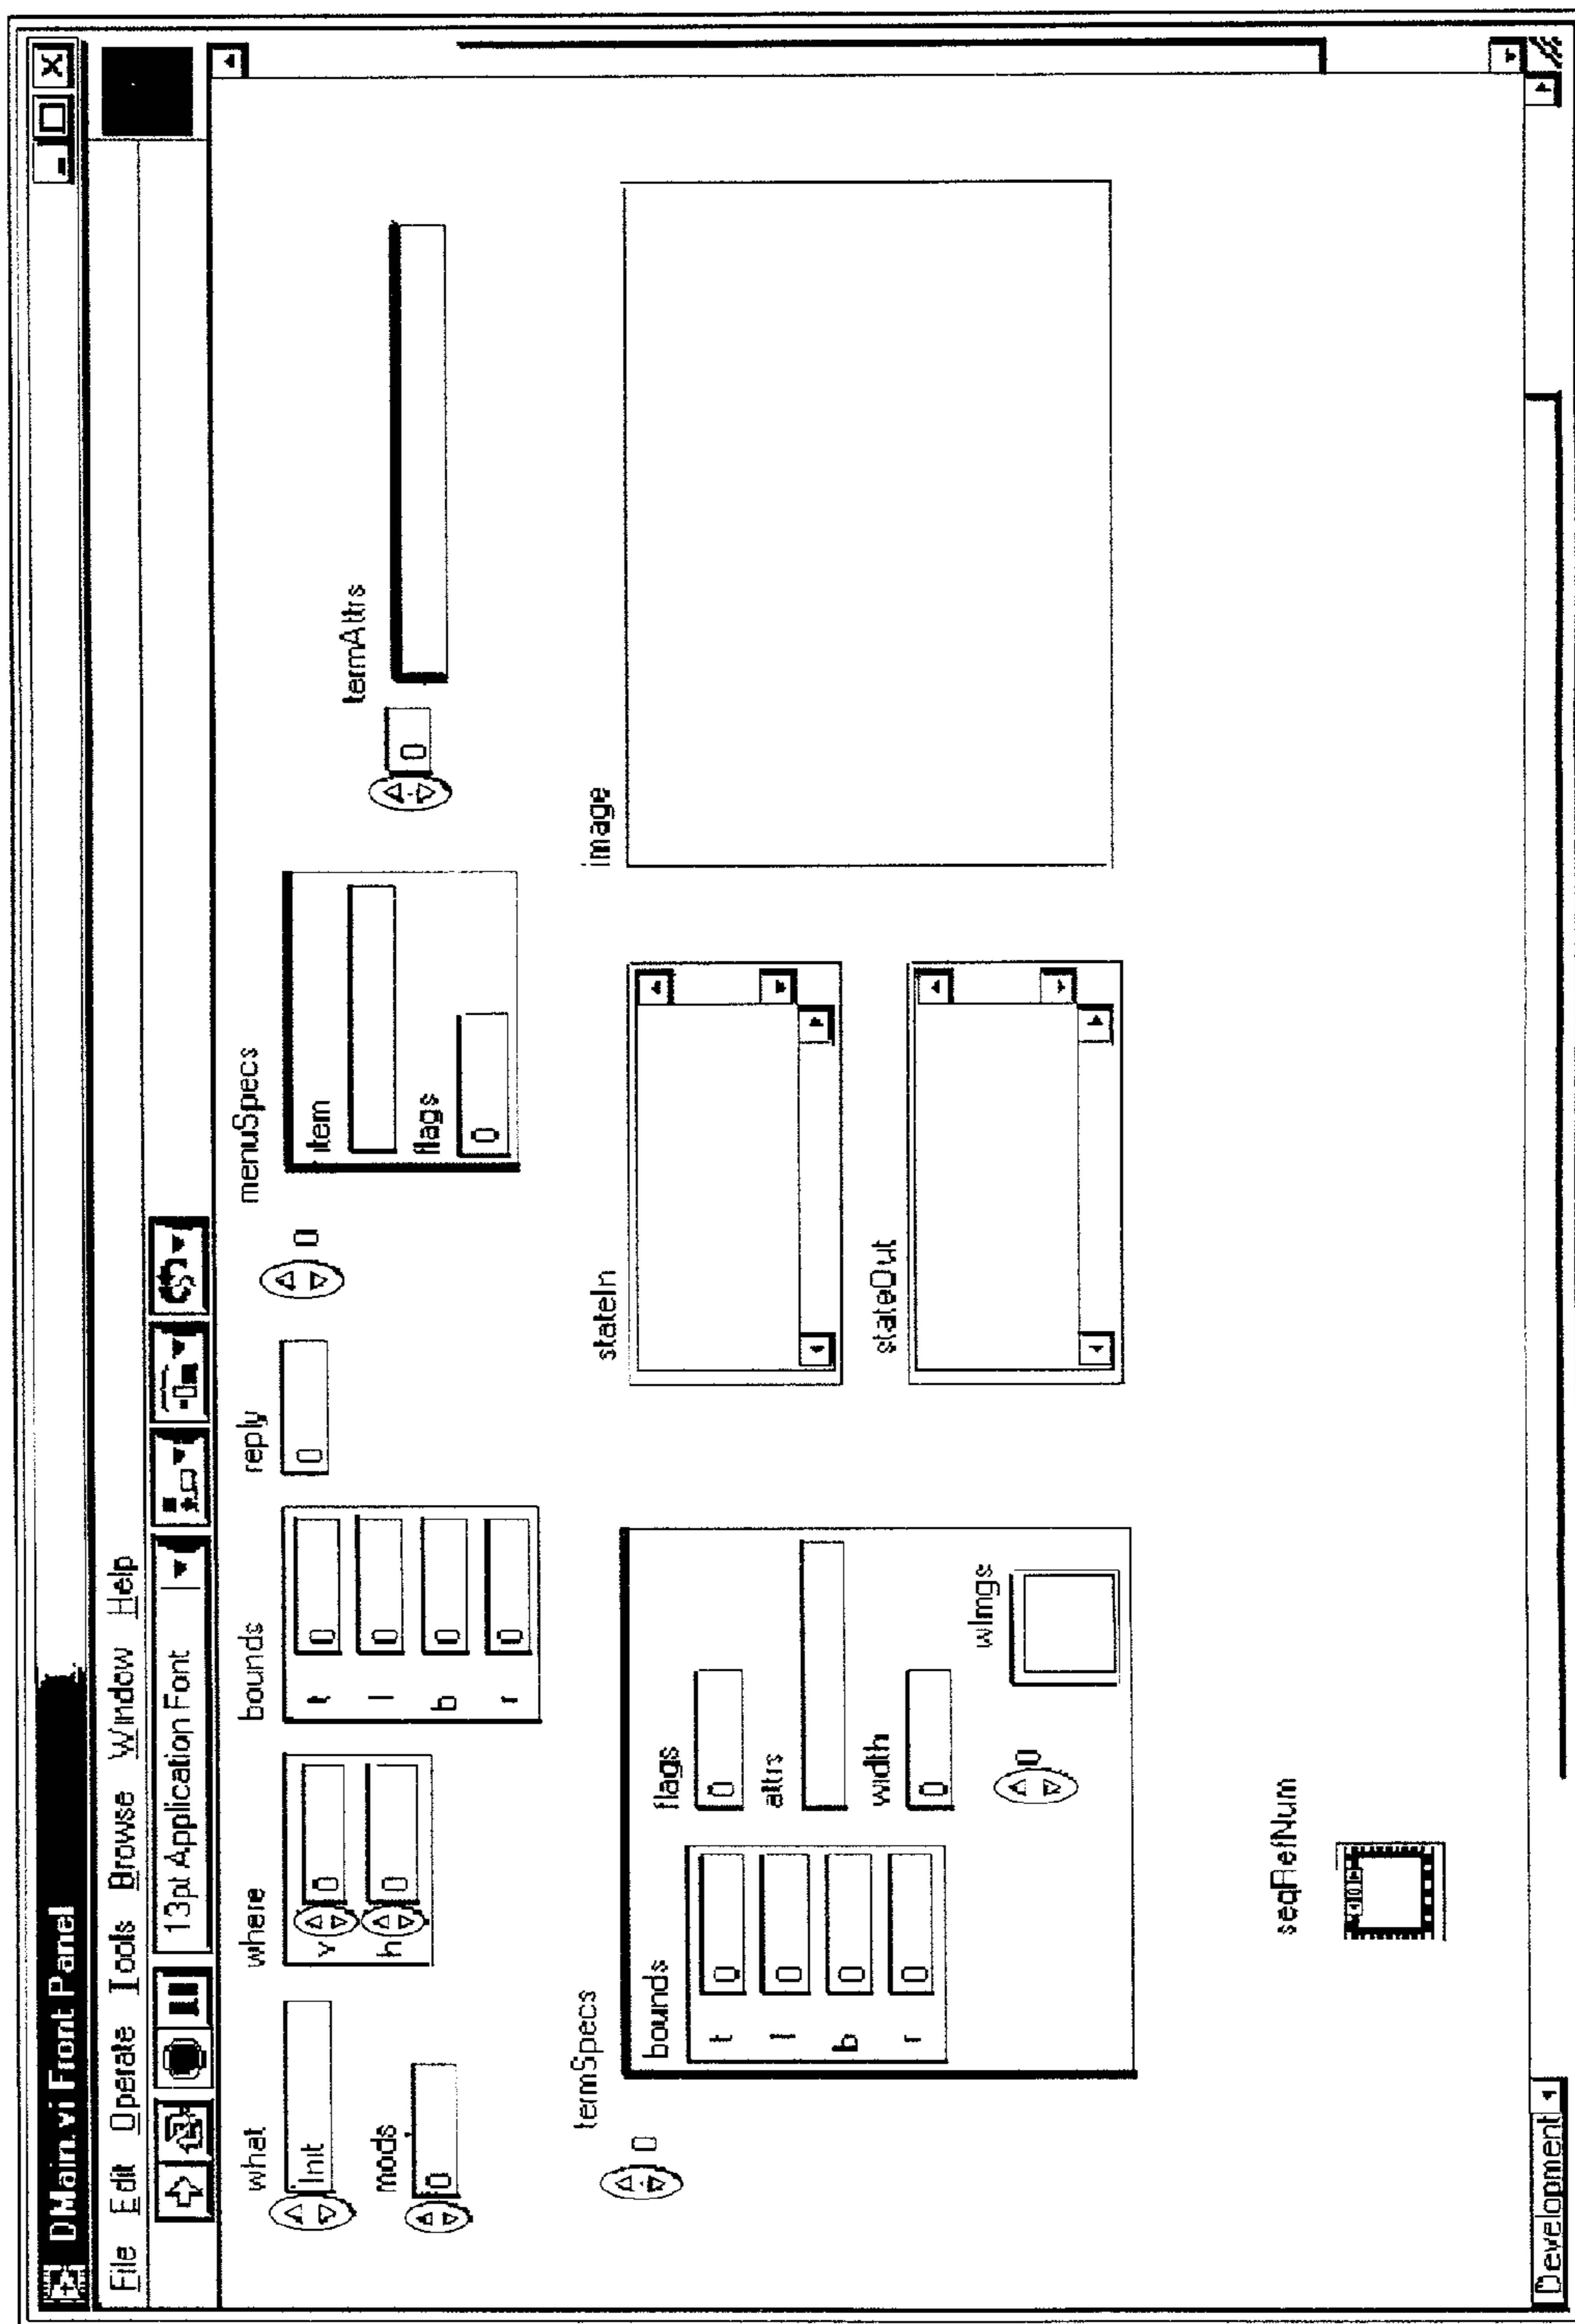 DMain.vi Front Panel
File Edit Operate Tools Browse Window Help
13pt Application Font
what
Init
mods
0
where
v 0
h 0
bounds
t 0
l 0
b 0
r 0
reply
0
menuSpecs
0
item
flags
0
termAttrs
0
termSpecs
0
bounds
t 0
l 0
b 0
r 0
flags
0
attrs
width
0
wImgs
0
stateIn
stateOut
image
seqRefNum
Development